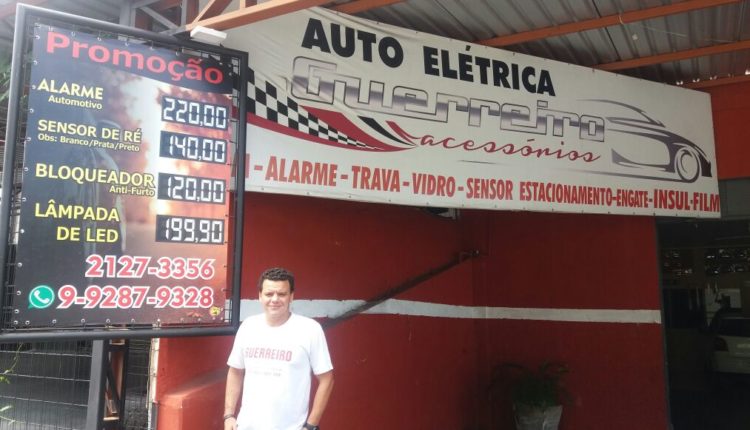 Promoção
ALARME
Automotivo
220,00
SENSOR DE RÉ
Obs: Branco/Prata/Preto
140,00
BLOQUEADOR
Anti-Furto
120,00
LÂMPADA
DE LED
199,90
2127-3356
9-9287-9328
AUTO ELÉTRICA
Guerreiro
acessórios
- ALARME - TRAVA - VIDRO - SENSOR ESTACIONAMENTO - ENGATE - INSUL-FILM
GUERREIRO